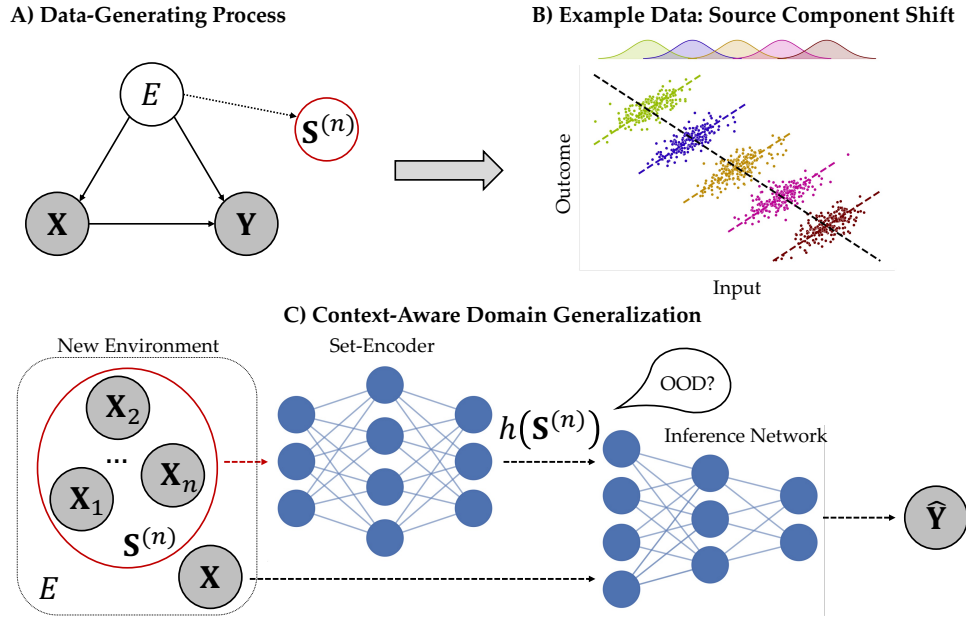 A) Data-Generating Process
E
S^(n)
X
Y
B) Example Data: Source Component Shift
Outcome
Input
C) Context-Aware Domain Generalization
New Environment
X_2
...
X_1
X_n
S^(n)
X
E
Set-Encoder
h(S^(n))
OOD?
Inference Network
Ŷ